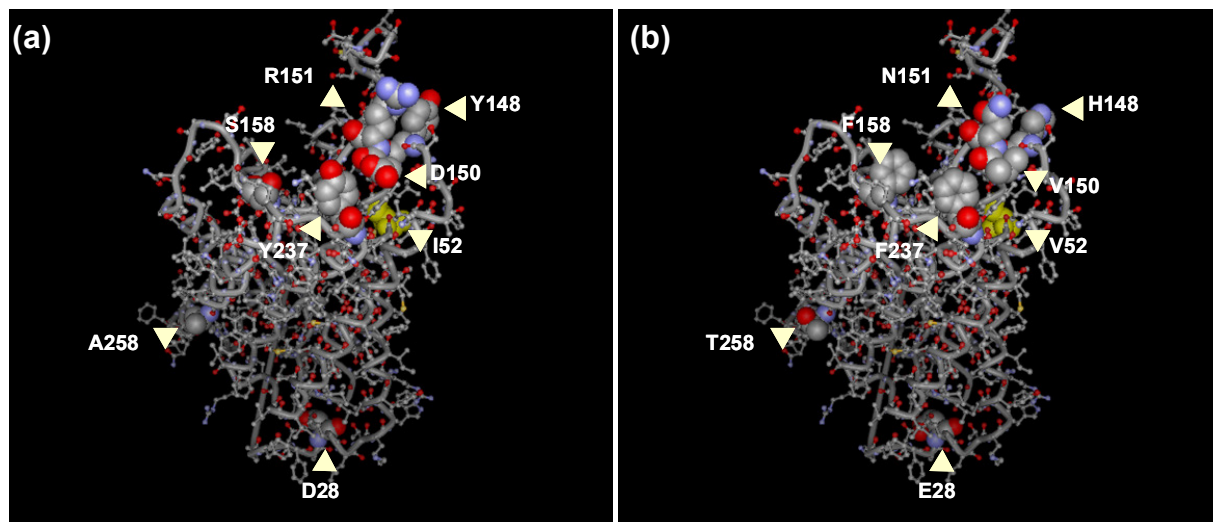 (a)
R151
Y148
S158
D150
Y237
I52
A258
D28
(b)
N151
H148
F158
V150
F237
V52
T258
E28